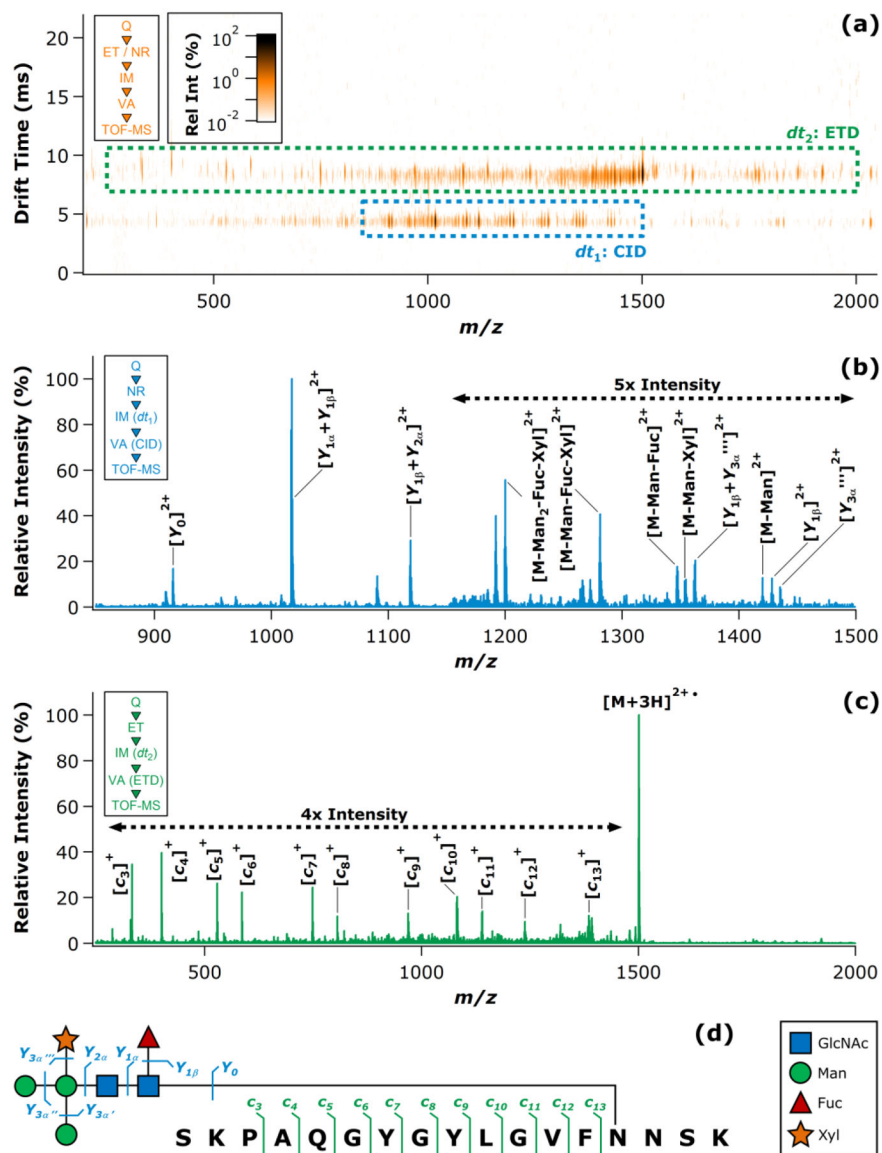 (a)
Q
ET / NR
IM
VA
TOF-MS
Rel Int (%)
10²
10⁰
10⁻²
Drift Time (ms)
20
15
10
5
0
dt₂: ETD
dt₁: CID
500 1000 1500 2000
m/z
(b)
Q
NR
IM (dt₁)
VA (CID)
TOF-MS
Relative Intensity (%)
100
80
60
40
20
0
5x Intensity
[Y₀]²⁺
[Y₁α+Y₁β]²⁺
[Y₁β+Y₂α]²⁺
[M-Man₂-Fuc-Xyl]²⁺
[M-Man-Fuc-Xyl]²⁺
[M-Man-Fuc]²⁺
[M-Man-Xyl]²⁺
[Y₁β+Y₃α''']²⁺
[M-Man]²⁺
[Y₁β]²⁺
[Y₃α''']²⁺
900 1000 1100 1200 1300 1400 1500
m/z
(c)
Q
ET
IM (dt₂)
VA (ETD)
TOF-MS
Relative Intensity (%)
100
80
60
40
20
0
[M+3H]²⁺•
4x Intensity
[c₃]⁺
[c₄]⁺
[c₅]⁺
[c₆]⁺
[c₇]⁺
[c₈]⁺
[c₉]⁺
[c₁₀]⁺
[c₁₁]⁺
[c₁₂]⁺
[c₁₃]⁺
500 1000 1500 2000
m/z
(d)
Y₃α''' Y₂α Y₁α Y₁β Y₀
Y₃α'' Y₃α'
c₃ c₄ c₅ c₆ c₇ c₈ c₉ c₁₀ c₁₁ c₁₂ c₁₃
S K P A Q G Y G Y L G V F N N S K
GlcNAc
Man
Fuc
Xyl